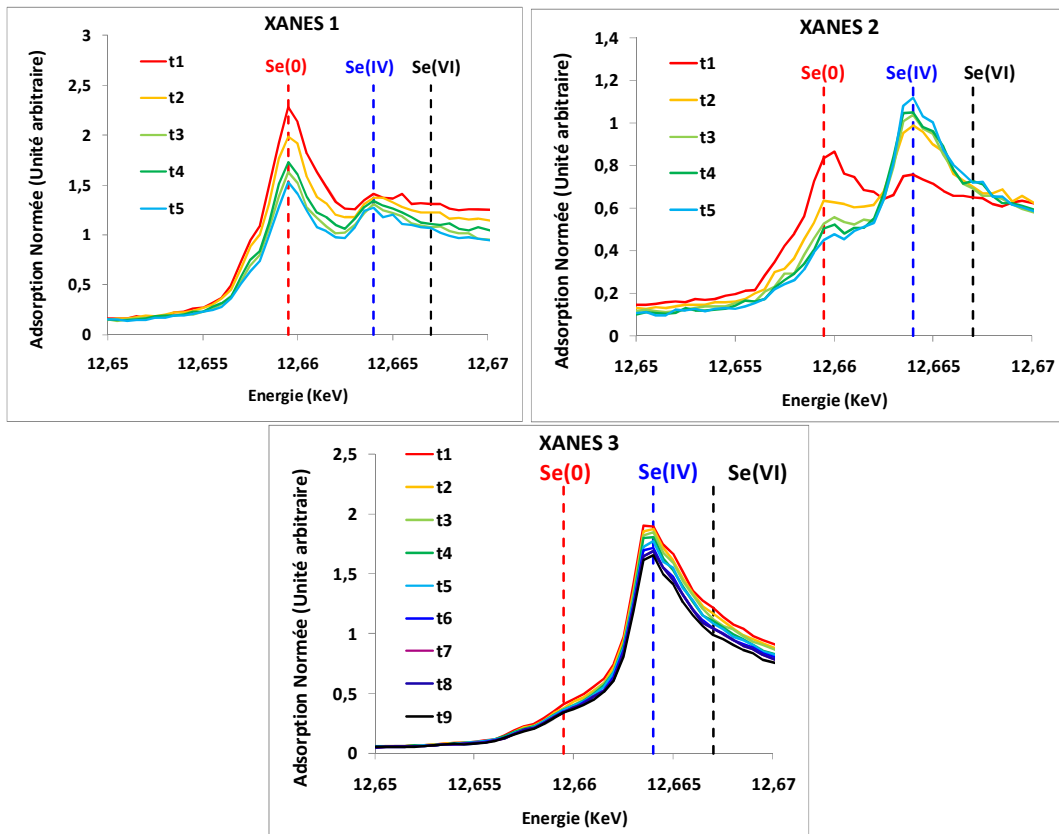 XANES 1
3
2,5
2
1,5
1
0,5
0
Adsorption Normée (Unité arbitraire)
t1
t2
t3
t4
t5
Se(0)
Se(IV)
Se(VI)
12,65
12,655
12,66
12,665
12,67
Energie (KeV)
XANES 2
1,4
1,2
1,0
0,8
0,6
0,4
0,2
0
Adsorption Normée (Unité arbitraire)
t1
t2
t3
t4
t5
Se(0)
Se(IV)
Se(VI)
12,65
12,655
12,66
12,665
12,67
Energie (KeV)
XANES 3
2,5
2
1,5
1
0,5
0
Adsorption Normée (Unité arbitraire)
t1
t2
t3
t4
t5
t6
t7
t8
t9
Se(0)
Se(IV)
Se(VI)
12,65
12,655
12,66
12,665
12,67
Energie (KeV)